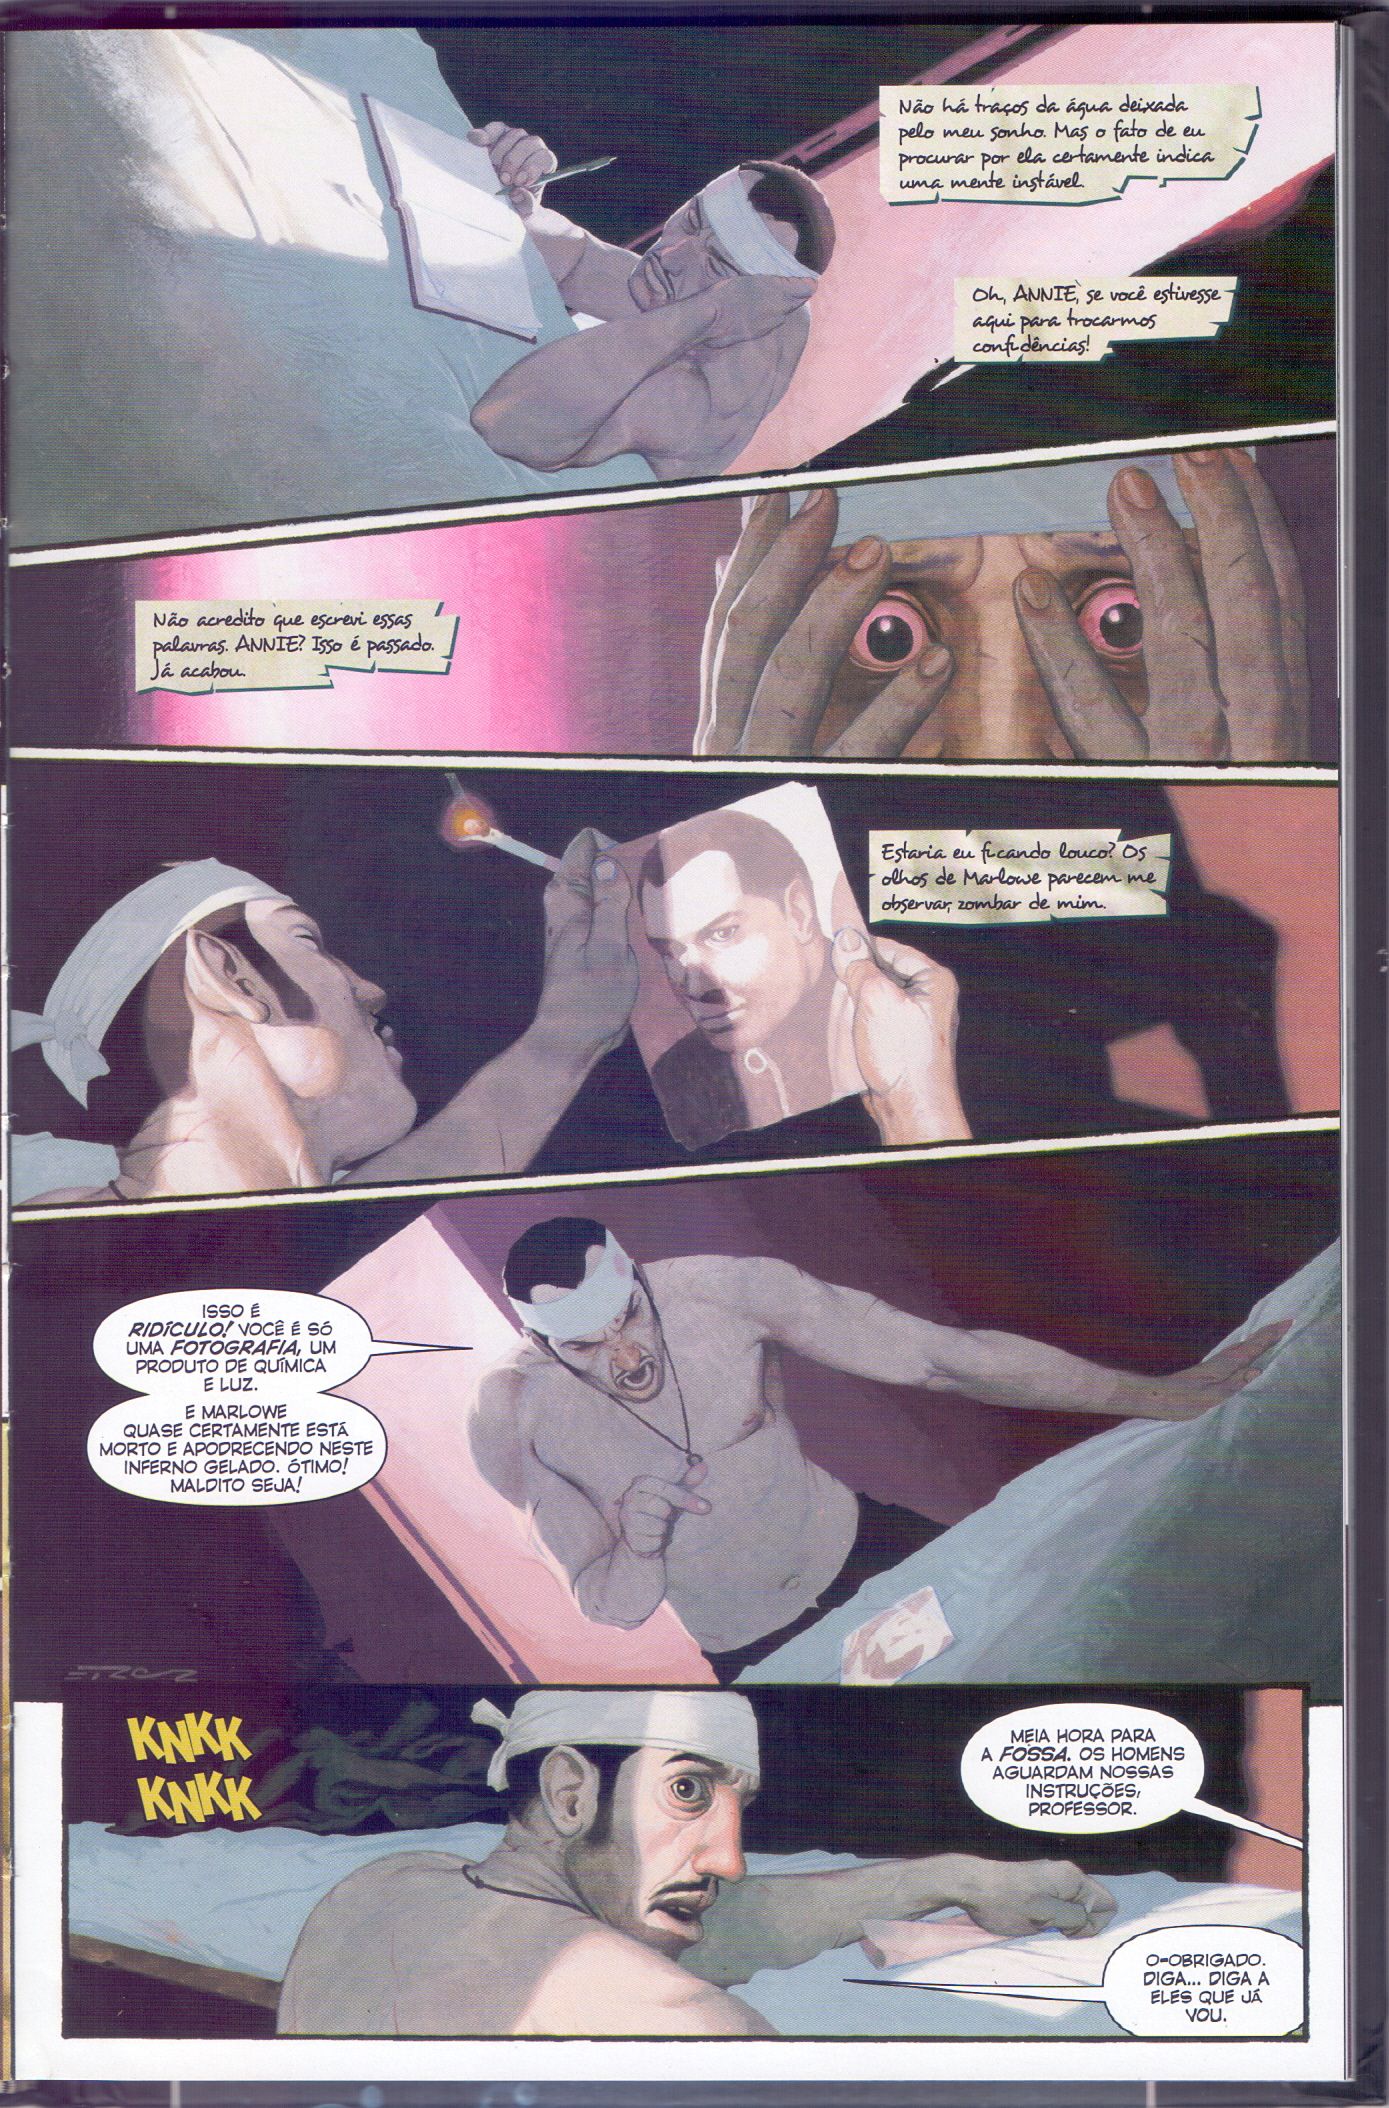 Não há traços da água deixada
pelo meu sonho. Mas o fato de eu
procurar por ela certamente indica
uma mente instável.
Oh, ANNIE, se você estivesse
aqui para trocarmos
confidências!
Não acredito que escrevi essas
palavras. ANNIE? Isso é passado.
Já acabou.
Estaria eu ficando louco? Os
olhos de Marlowe parecem me
observar, zombar de mim.
ISSO É
RIDÍCULO! VOCÊ É SÓ
UMA FOTOGRAFIA, UM
PRODUTO DE QUÍMICA
E LUZ.
E MARLOWE
QUASE CERTAMENTE ESTÁ
MORTO E APODRECENDO NESTE
INFERNO GELADO. ÓTIMO!
MALDITO SEJA!
KNKK
KNKK
MEIA HORA PARA
A FOSSA. OS HOMENS
AGUARDAM NOSSAS
INSTRUÇÕES,
PROFESSOR.
O-OBRIGADO.
DIGA... DIGA A
ELES QUE JÁ
VOU.